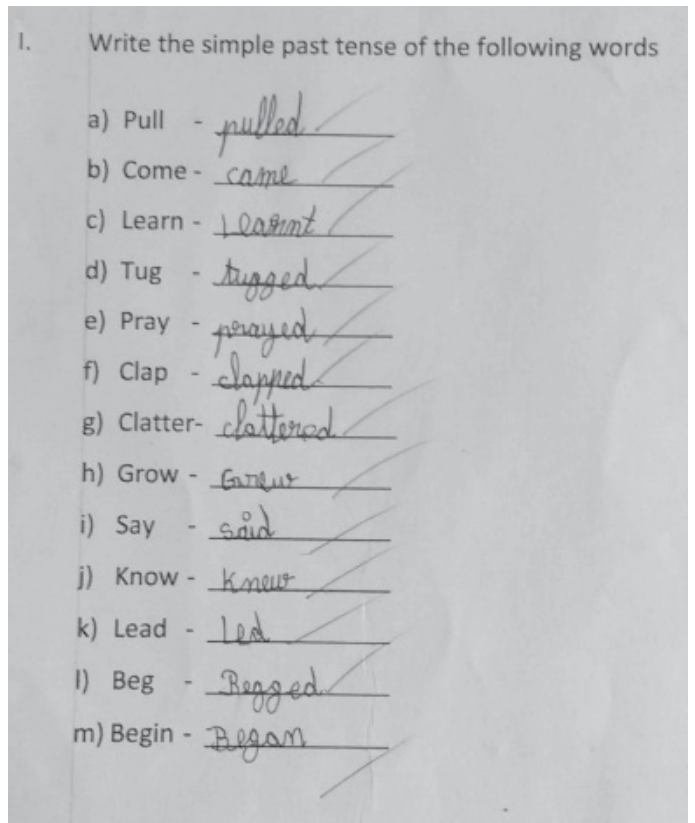 I. Write the simple past tense of the following words
a) Pull - pulled
b) Come - came
c) Learn - Learnt
d) Tug - tugged
e) Pray - prayed
f) Clap - clapped
g) Clatter- clattered
h) Grow - Grew
i) Say - said
j) Know - Knew
k) Lead - Led
l) Beg - Begged
m) Begin - Began